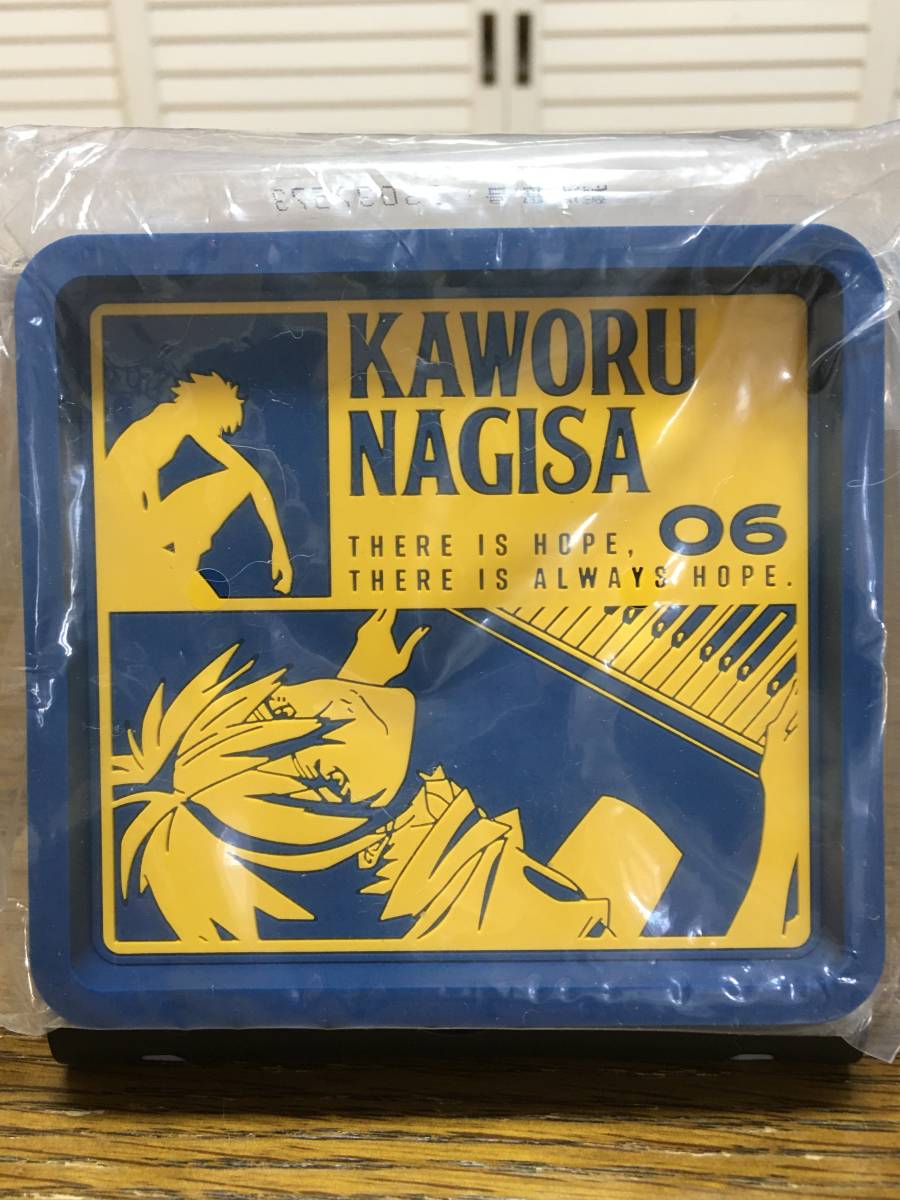 KAWORU
NAGISA
06
THERE IS HOPE,
THERE IS ALWAYS HOPE.